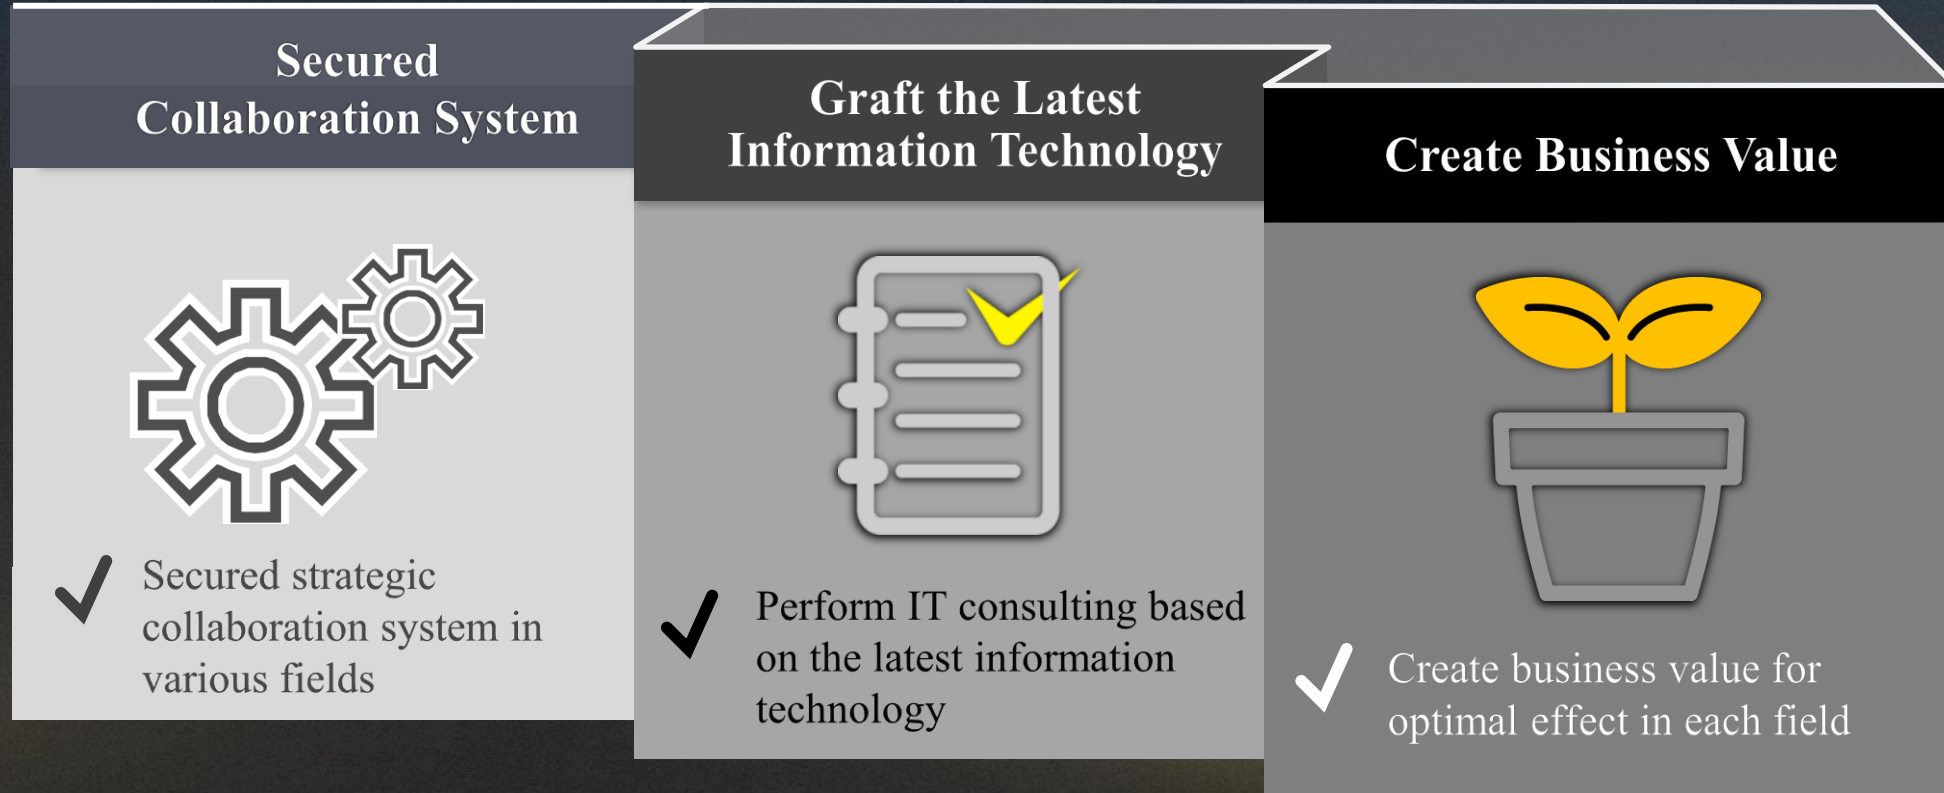 Secured
Collaboration System
Graft the Latest
Information Technology
Create Business Value
Secured strategic
collaboration system in
various fields
Perform IT consulting based
on the latest information
technology
Create business value for
optimal effect in each field